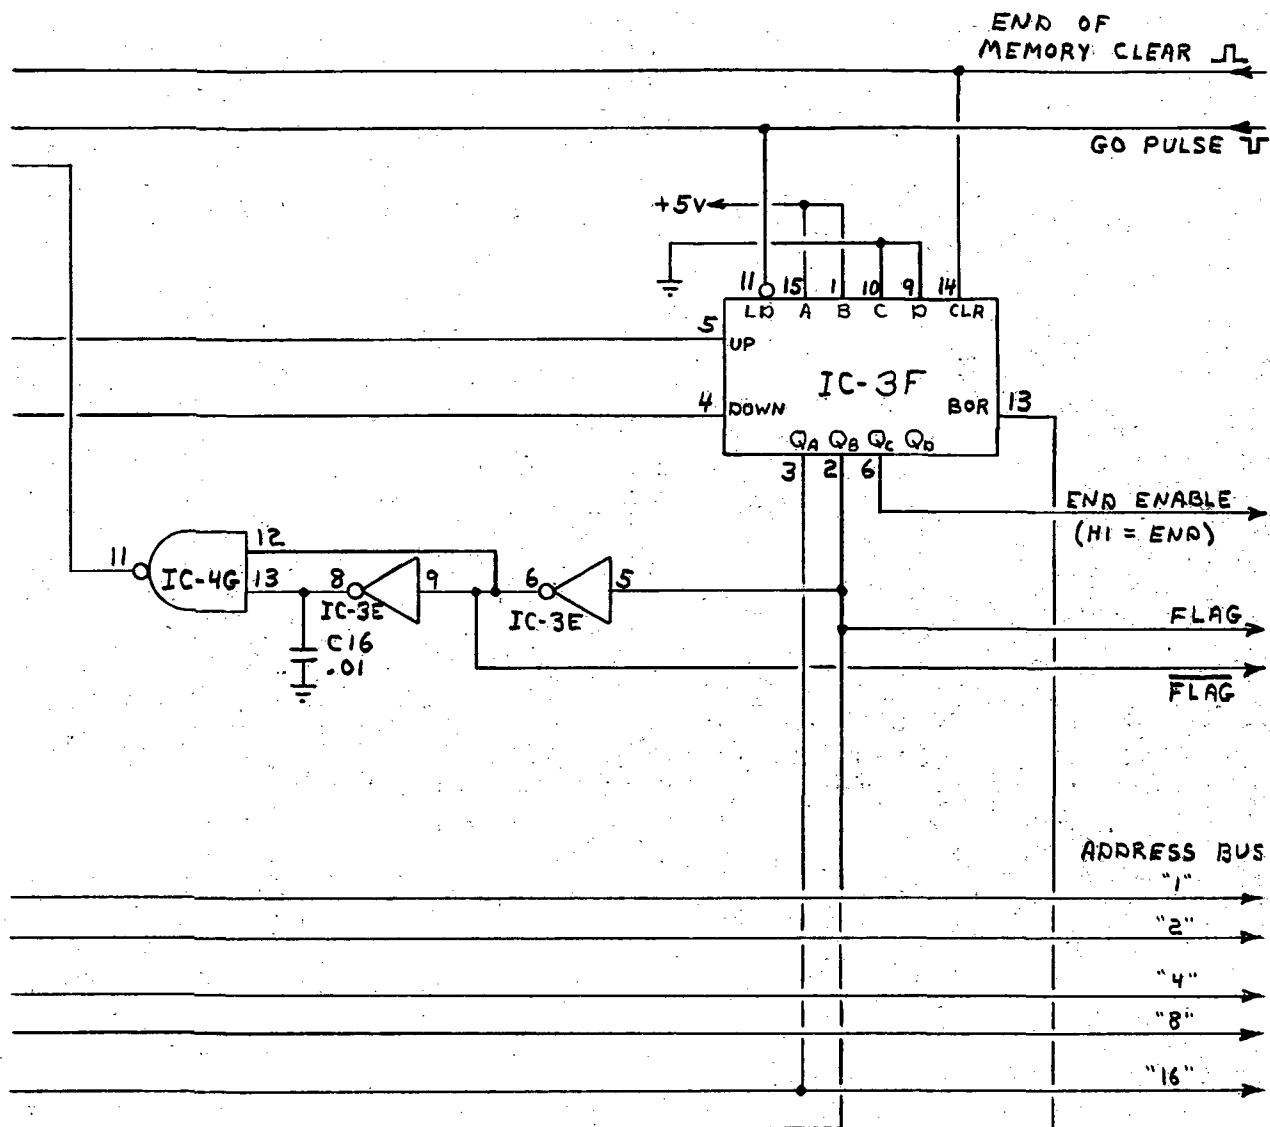 END OF
MEMORY CLEAR
GO PULSE
+5V
11 15 1 10 9 14
LD A B C D CLR
5
UP
IC-3F
4 DOWN
BOR 13
QA QB QC QD
3 2 6
END ENABLE
(HI = END)
11
12
IC-4G
13
8
9
6
5
IC-3E
IC-3E
C16
.01
FLAG
FLAG
ADDRESS BUS
"1"
"2"
"4"
"8"
"16"